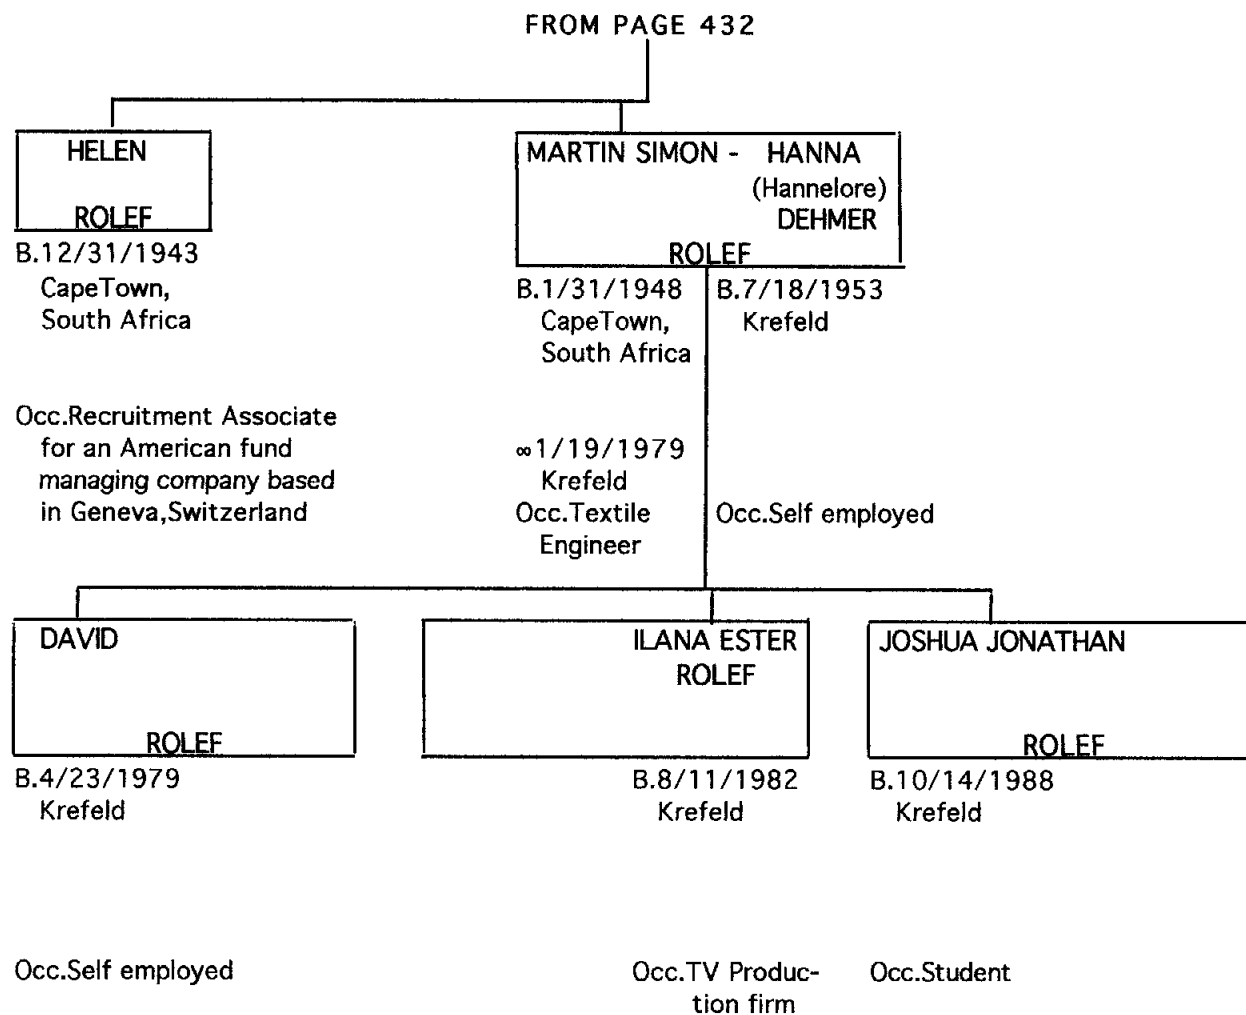 FROM PAGE 432
HELEN
ROLEF
B.12/31/1943
CapeTown,
South Africa
Occ.Recruitment Associate
for an American fund
managing company based
in Geneva,Switzerland
MARTIN SIMON - HANNA
(Hannelore)
DEHMER
ROLEF
B.1/31/1948
CapeTown,
South Africa
∞1/19/1979
Krefeld
Occ.Textile
Engineer
B.7/18/1953
Krefeld
Occ.Self employed
DAVID
ROLEF
B.4/23/1979
Krefeld
Occ.Self employed
ILANA ESTER
ROLEF
B.8/11/1982
Krefeld
Occ.TV Produc-
tion firm
JOSHUA JONATHAN
ROLEF
B.10/14/1988
Krefeld
Occ.Student